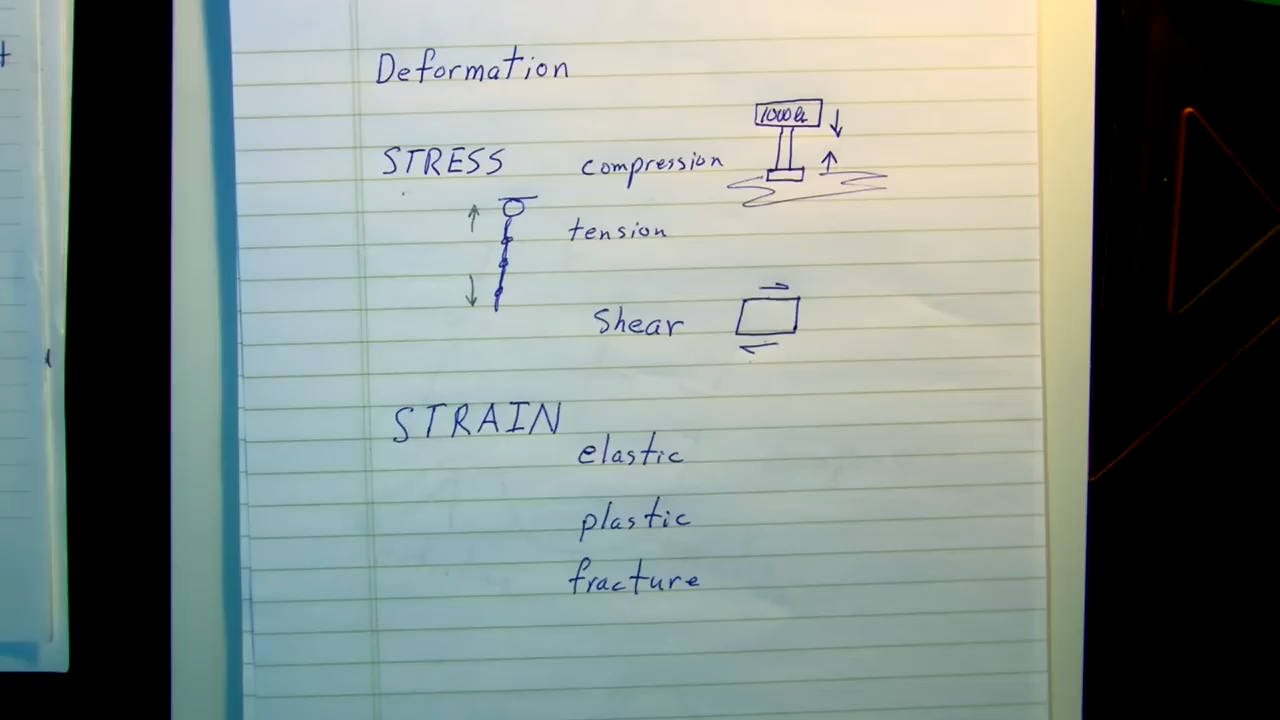 Deformation
1000 lb
STRESS compression
tension
Shear
STRAIN
elastic
plastic
fracture